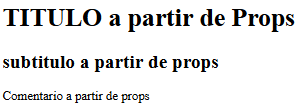 TITULO a partir de Props
subtitulo a partir de props
Comentario a partir de props